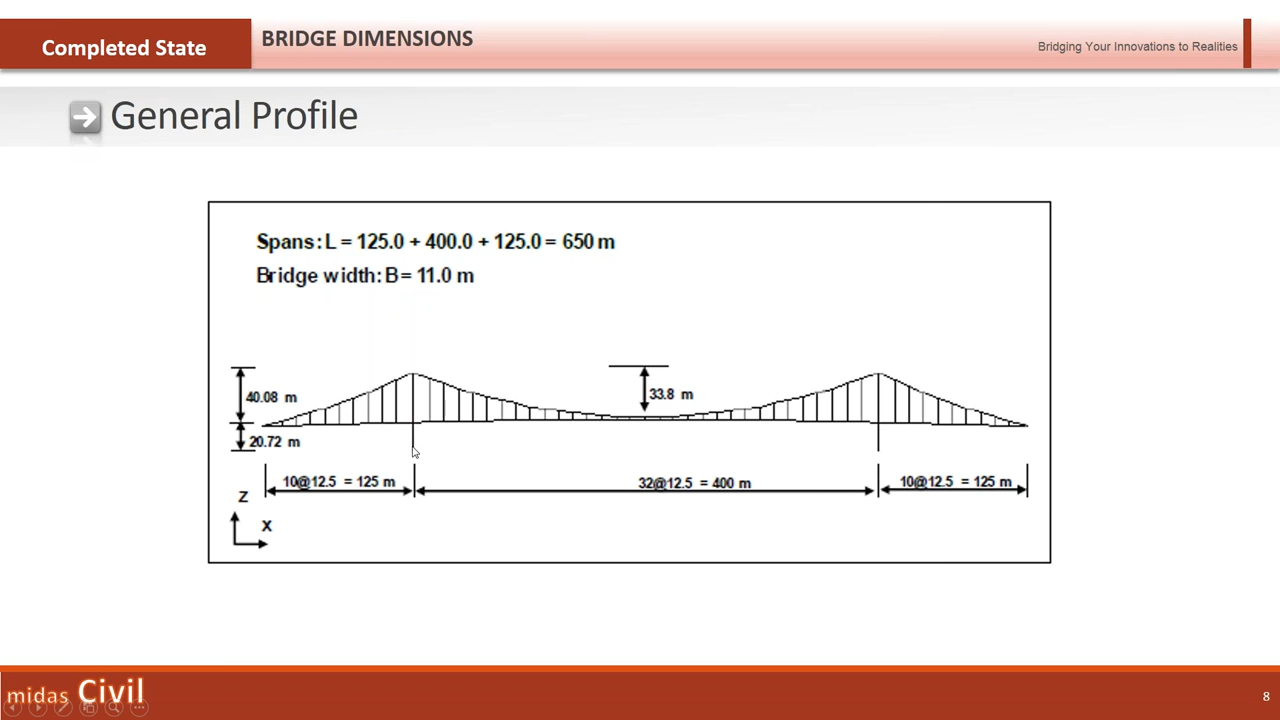 Completed State
BRIDGE DIMENSIONS
Bridging Your Innovations to Realities
General Profile
Spans: L = 125.0 + 400.0 + 125.0 = 650 m
Bridge width: B = 11.0 m
40.08 m
33.8 m
20.72 m
10@12.5 = 125 m
32@12.5 = 400 m
10@12.5 = 125 m
Z
X
midas Civil
8